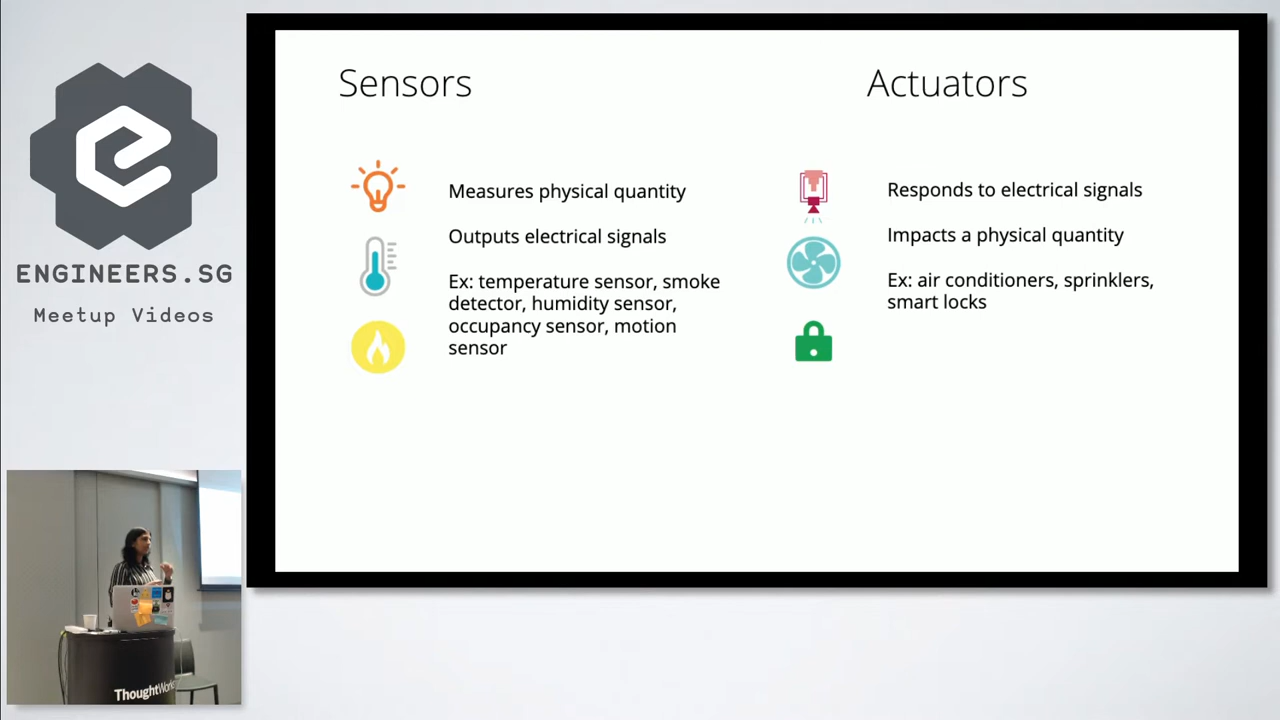 ENGINEERS.SG
Meetup Videos
Sensors
Measures physical quantity
Outputs electrical signals
Ex: temperature sensor, smoke
detector, humidity sensor,
occupancy sensor, motion
sensor
Actuators
Responds to electrical signals
Impacts a physical quantity
Ex: air conditioners, sprinklers,
smart locks
ThoughtWorks